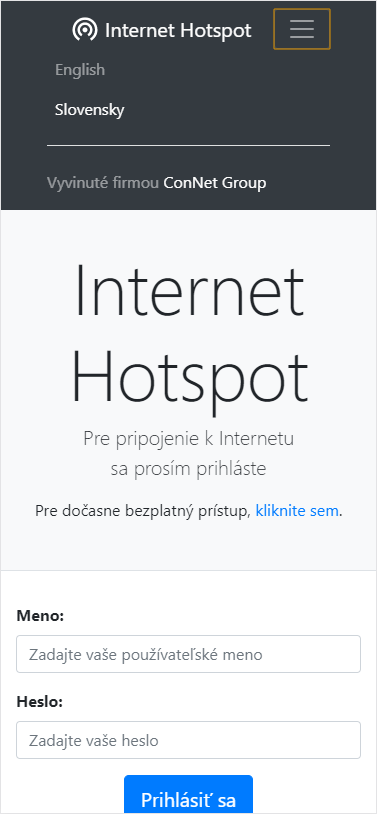 Internet Hotspot
English
Slovensky
Vyvinuté firmou ConNet Group
Internet
Hotspot
Pre pripojenie k Internetu
sa prosím prihláste
Pre dočasne bezplatný prístup, kliknite sem.
Meno:
Zadajte vaše používateľské meno
Heslo:
Zadajte vaše heslo
Prihlásiť sa